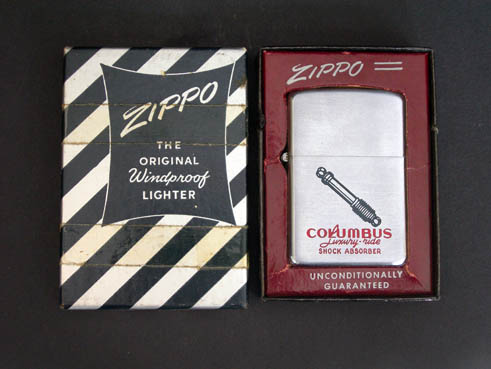 ZIPPO
THE
ORIGINAL
Windproof
LIGHTER
ZIPPO
COLUMBUS
Luxury-ride
SHOCK ABSORBER
UNCONDITIONALLY
GUARANTEED